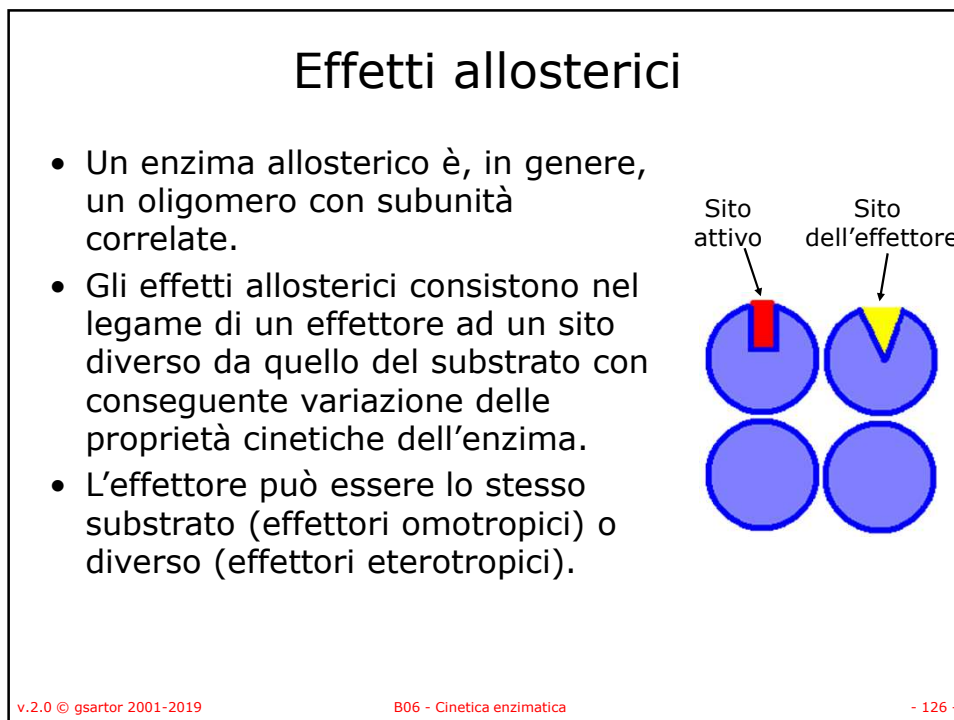 Effetti allosterici
• Un enzima allosterico è, in genere,
un oligomero con subunità
correlate.
• Gli effetti allosterici consistono nel
legame di un effettore ad un sito
diverso da quello del substrato con
conseguente variazione delle
proprietà cinetiche dell’enzima.
• L’effettore può essere lo stesso
substrato (effettori omotropici) o
diverso (effettori eterotropici).
Sito
attivo
Sito
dell’effettore
v.2.0 © gsartor 2001-2019
B06 - Cinetica enzimatica
- 126 -